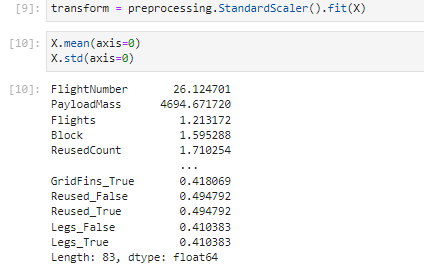 [9]: transform = preprocessing.StandardScaler().fit(X)
[10]: X.mean(axis=0)
X.std(axis=0)
[10]: FlightNumber 26.124701
PayloadMass 4694.671720
Flights 1.213172
Block 1.595288
ReusedCount 1.710254
...
GridFins_True 0.418069
Reused_False 0.494792
Reused_True 0.494792
Legs_False 0.410383
Legs_True 0.410383
Length: 83, dtype: float64